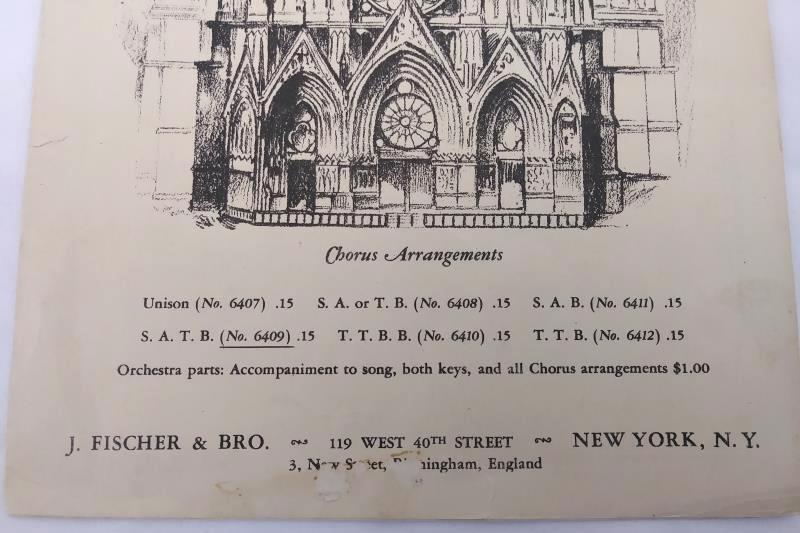 Chorus Arrangements
Unison (No. 6407) .15 S. A. or T. B. (No. 6408) .15 S. A. B. (No. 6411) .15
S. A. T. B. (No. 6409) .15 T. T. B. B. (No. 6410) .15 T. T. B. (No. 6412) .15
Orchestra parts: Accompaniment to song, both keys, and all Chorus arrangements $1.00
J. FISCHER & BRO. 119 WEST 40TH STREET NEW YORK, N. Y.
3, England